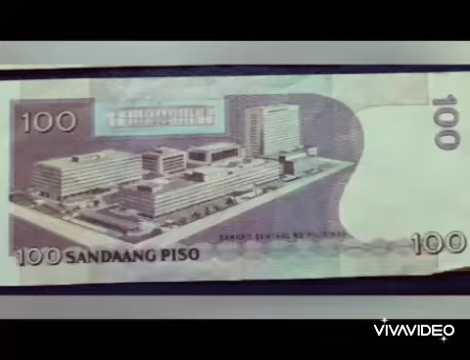 100
100
BANGKO SENTRAL NG PILIPINAS
100 SANDAANG PISO
100
VIVAVIDEO